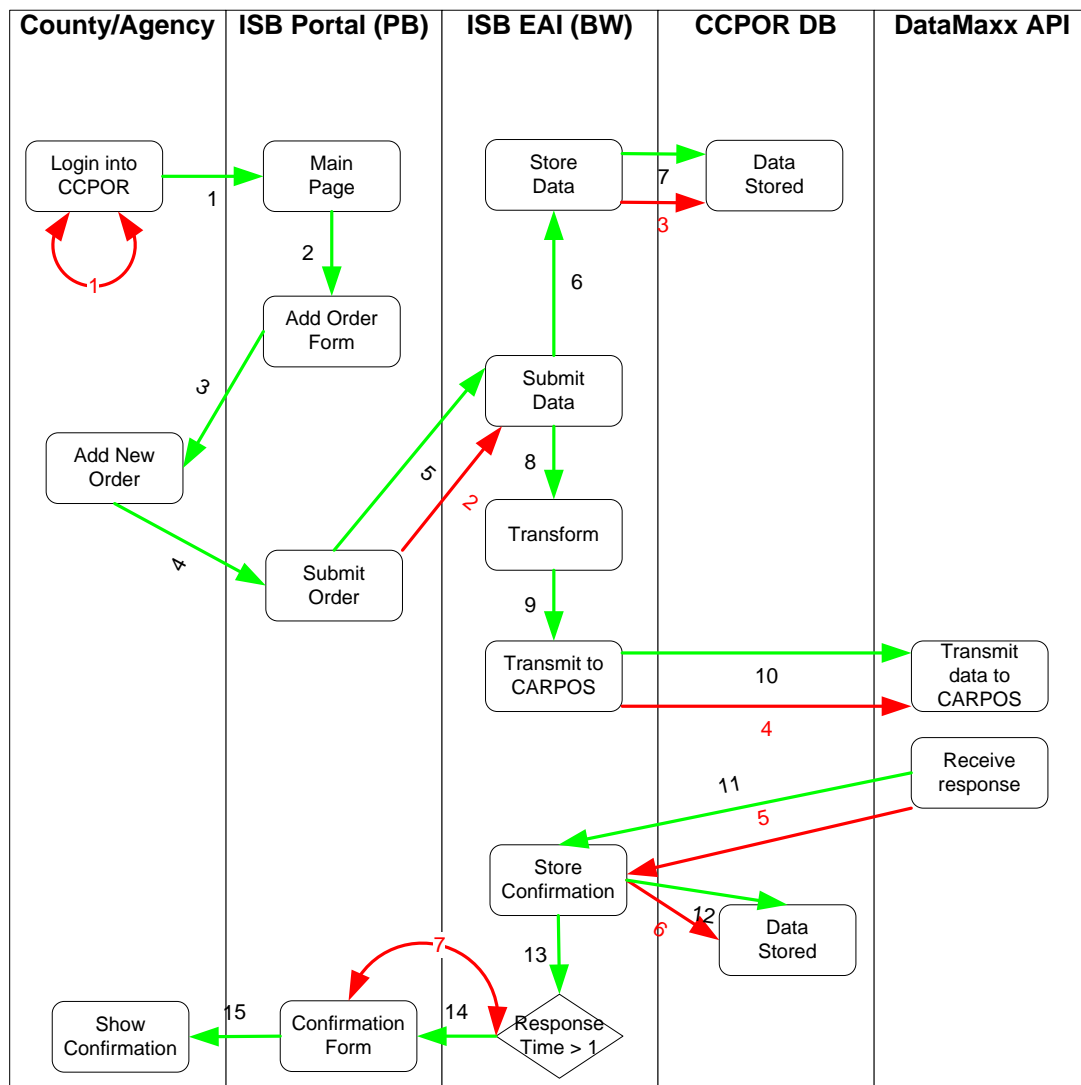 County/Agency
ISB Portal (PB)
ISB EAI (BW)
CCPOR DB
DataMaxx API
Login into
CCPOR
1
Main
Page
Store
Data
7
3
Data
Stored
1
2
6
Add Order
Form
3
Submit
Data
Add New
Order
5
2
8
4
Submit
Order
Transform
9
Transmit to
CARPOS
10
4
Transmit
data to
CARPOS
Receive
response
11
5
Store
Confirmation
12
6
Data
Stored
7
13
Show
Confirmation
15
Confirmation
Form
14
Response
Time > 1